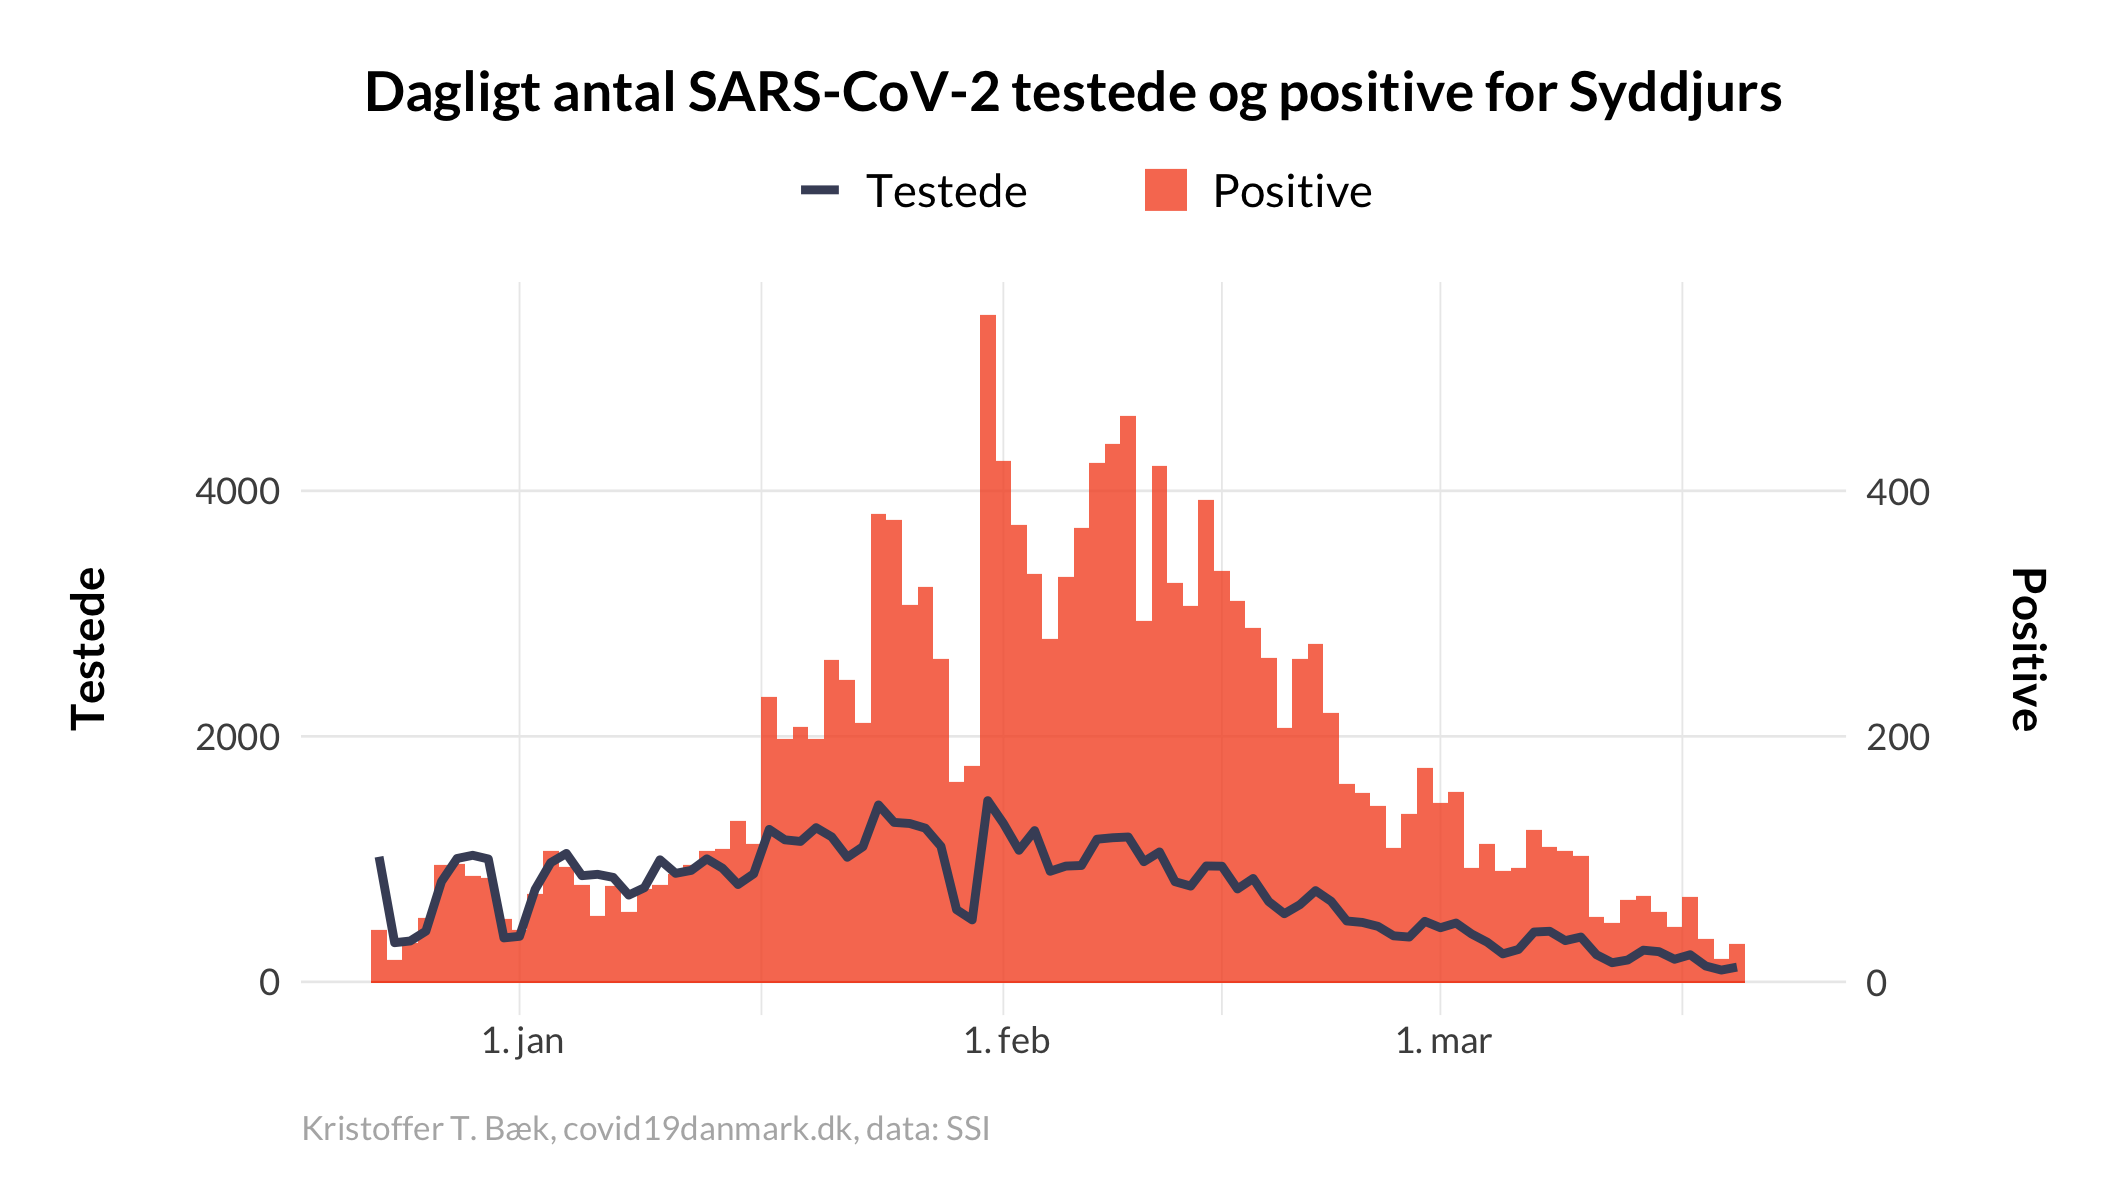 Dagligt antal SARS-CoV-2 testede og positive for Syddjurs
Testede
Positive
4000
2000
0
Testede
400
200
0
Positive
1. jan
1. feb
1. mar
Kristoffer T. Bæk, covid19danmark.dk, data: SSI